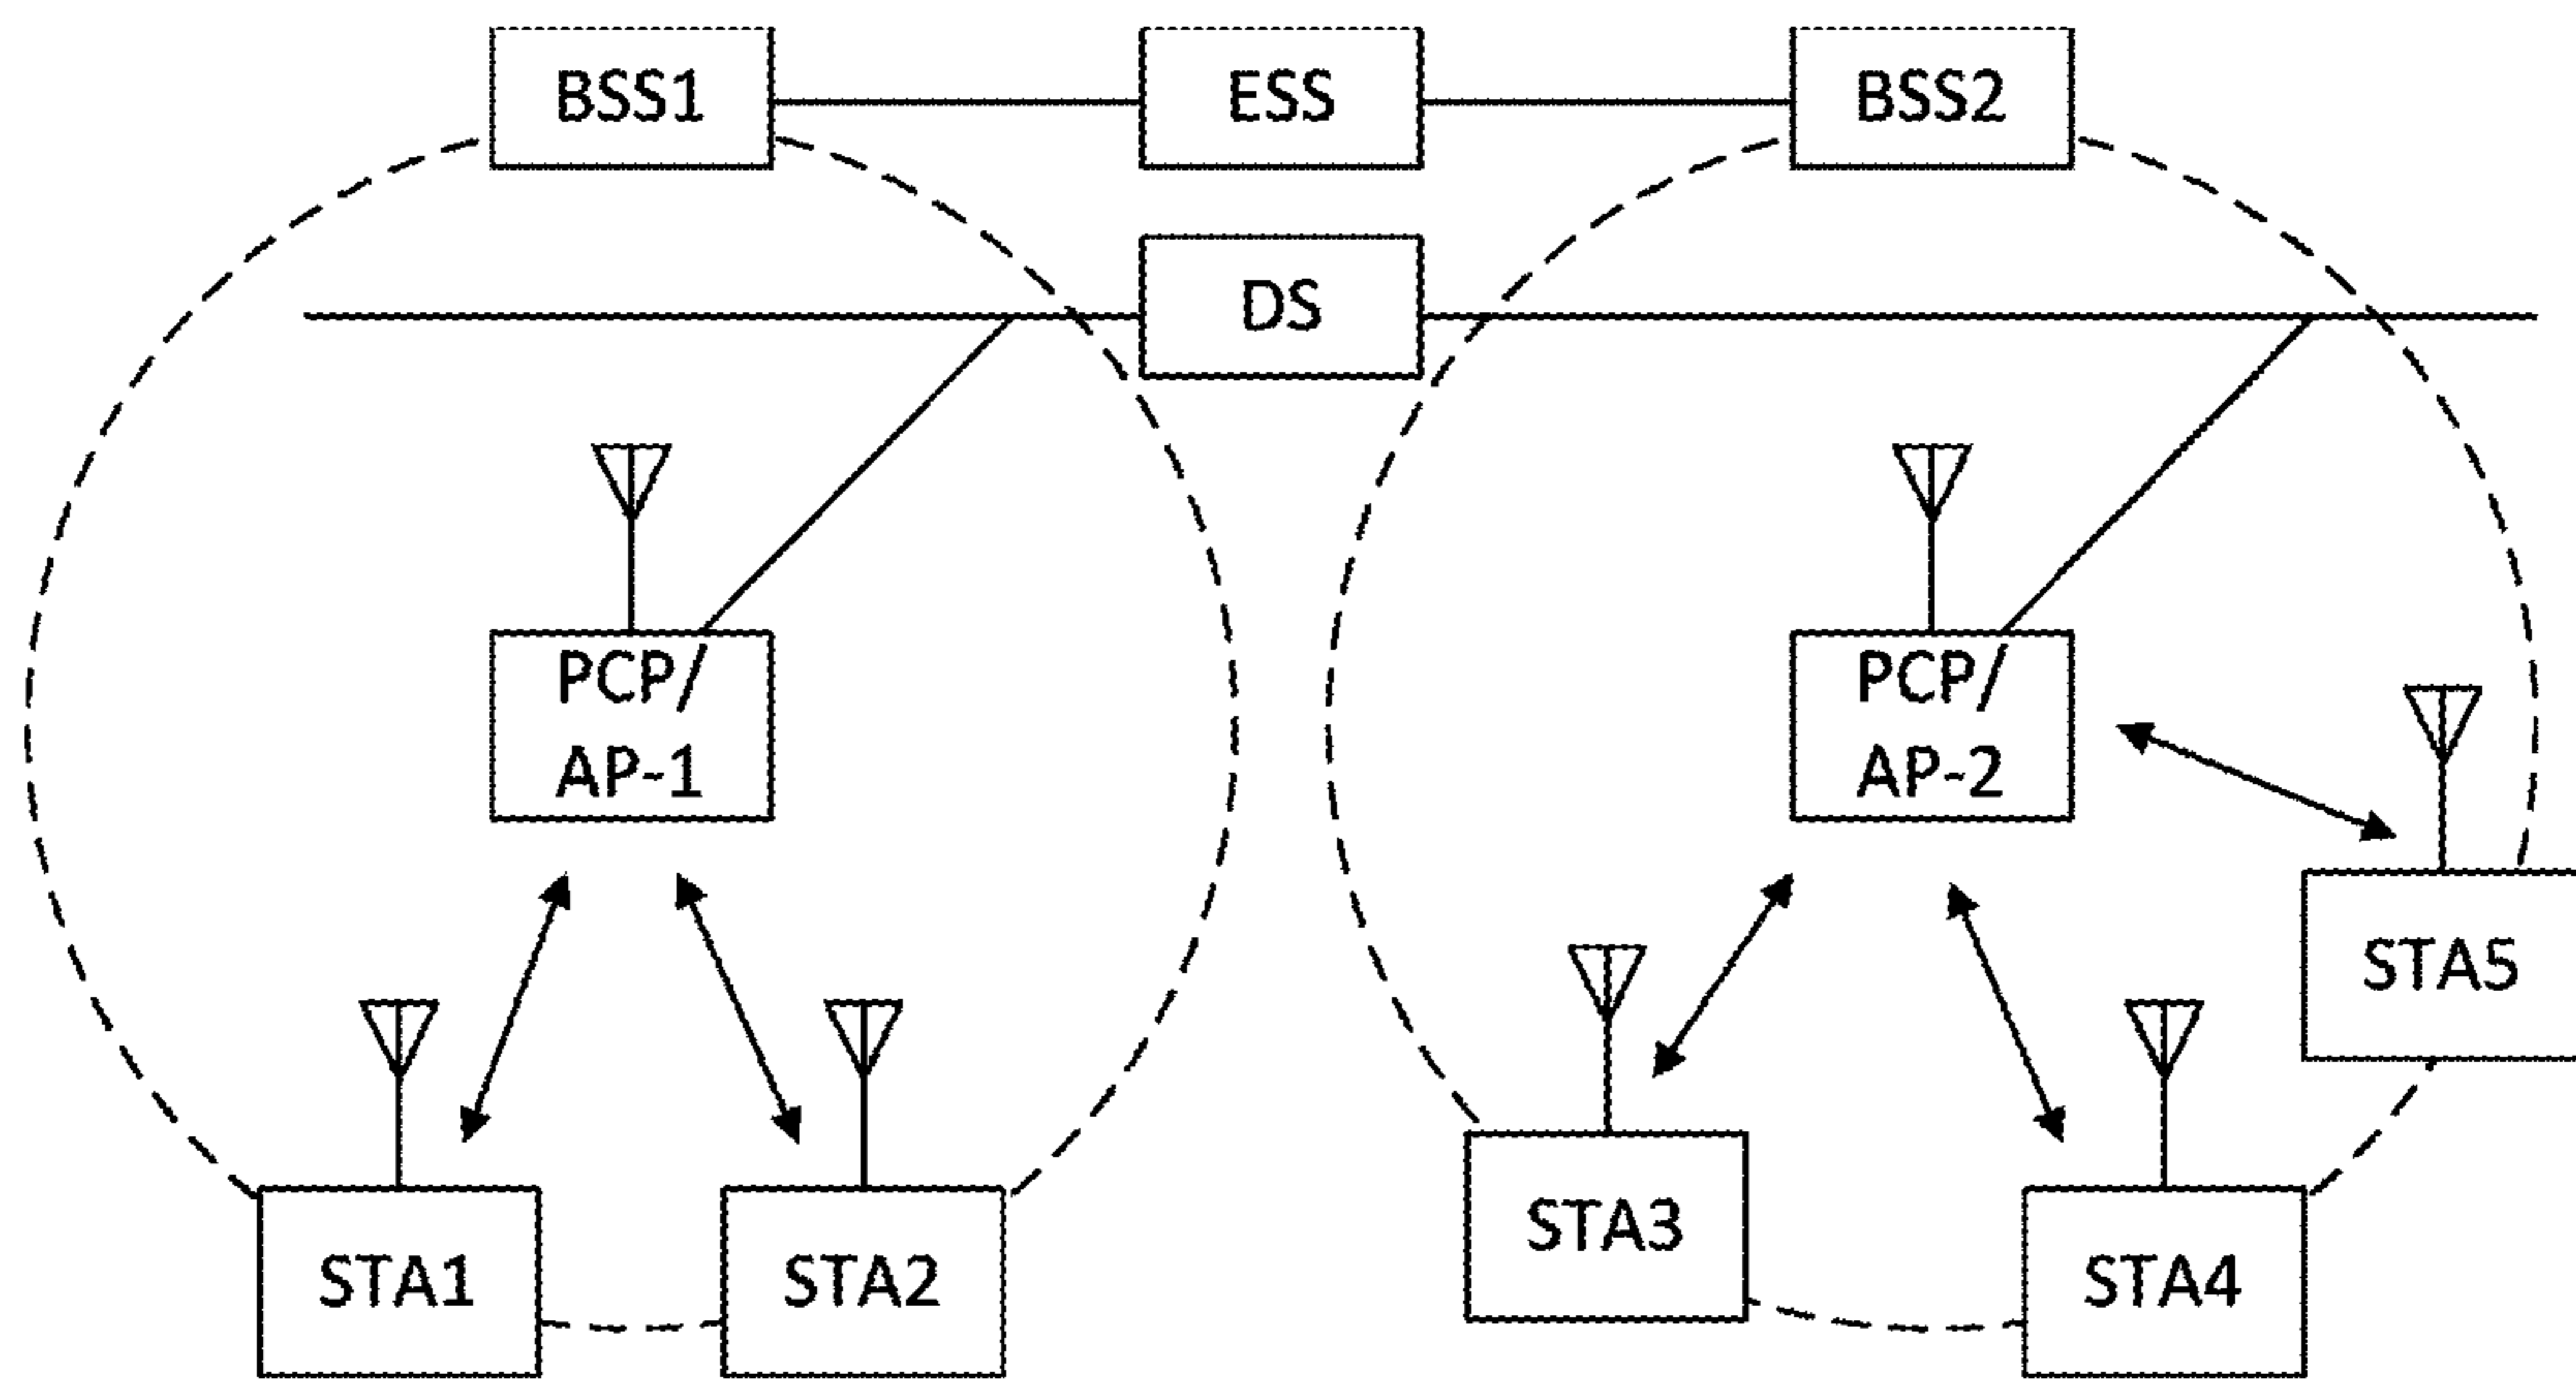 BSS1
ESS
BSS2
DS
PCP/
AP-1
PCP/
AP-2
STA5
STA3
STA1
STA2
STA4